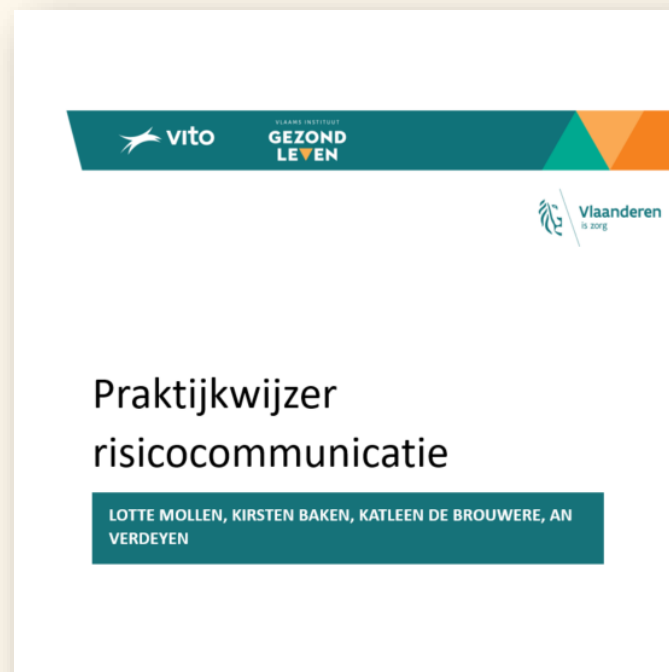 vito
VLAAMS INSTITUUT
GEZOND
LEVEN
Vlaanderen
is zorg
Praktijkwijzer
risicocommunicatie
LOTTE MOLLEN, KIRSTEN BAKEN, KATLEEN DE BROUWERE, AN
VERDEYEN